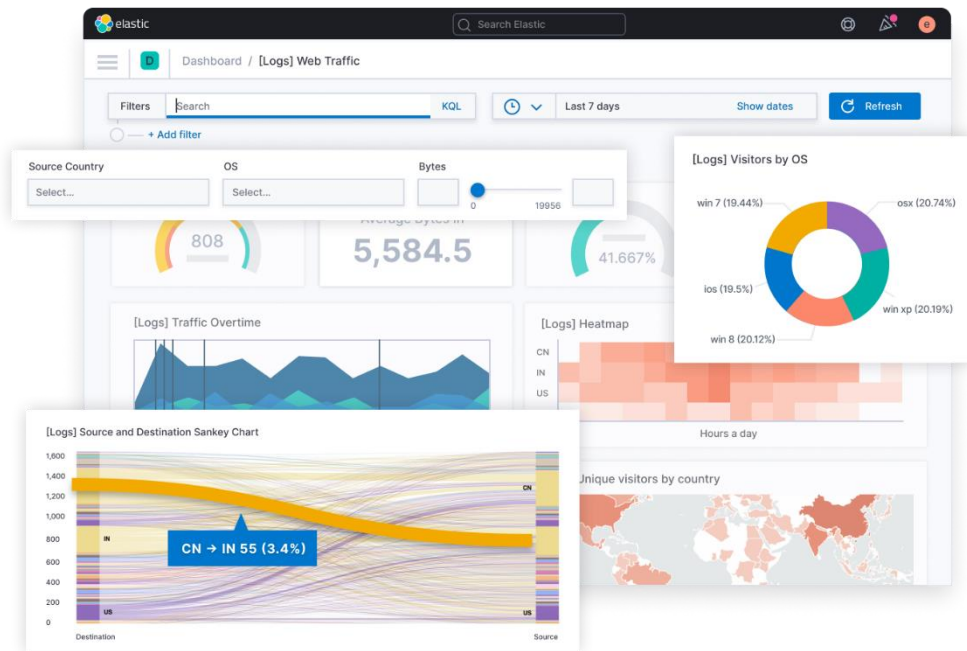 elastic
Search Elastic
e
D
Dashboard / [Logs] Web Traffic
Filters
Search
KQL
Last 7 days
Show dates
Refresh
+ Add filter
Source Country
OS
Bytes
Select...
Select...
0
19956
Average Bytes in
808
5,584.5
41.667%
[Logs] Visitors by OS
win 7 (19.44%)
osx (20.74%)
ios (19.5%)
win xp (20.19%)
win 8 (20.12%)
[Logs] Traffic Overtime
[Logs] Heatmap
CN
IN
US
Hours a day
[Logs] Source and Destination Sankey Chart
1,600
1,400
1,200
1,000
800
600
400
200
0
CN
IN
US
US
CN → IN 55 (3.4%)
Destination
Source
Unique visitors by country